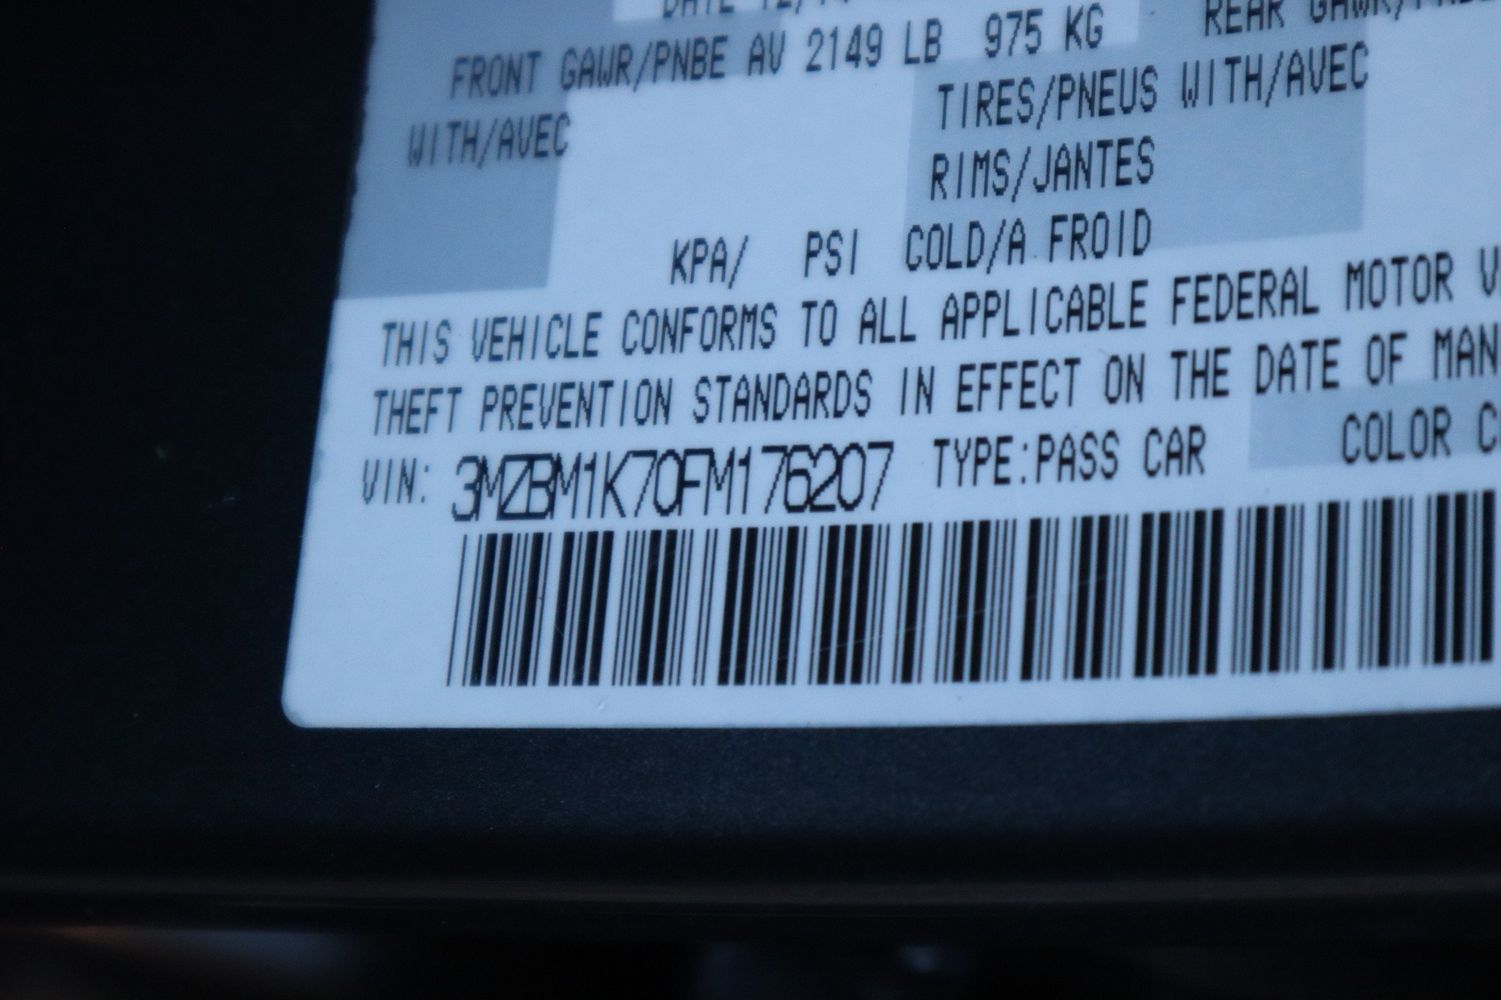 FRONT GAWR/PNBE AV 2149 LB 975 KG
WITH/AVEC
TIRES/PNEUS WITH/AVEC
RIMS/JANTES
KPA/ PSI COLD/A FROID
THIS VEHICLE CONFORMS TO ALL APPLICABLE FEDERAL MOTOR V
THEFT PREVENTION STANDARDS IN EFFECT ON THE DATE OF MAN
VIN: 3MZBM1K70FM176207 TYPE:PASS CAR COLOR C